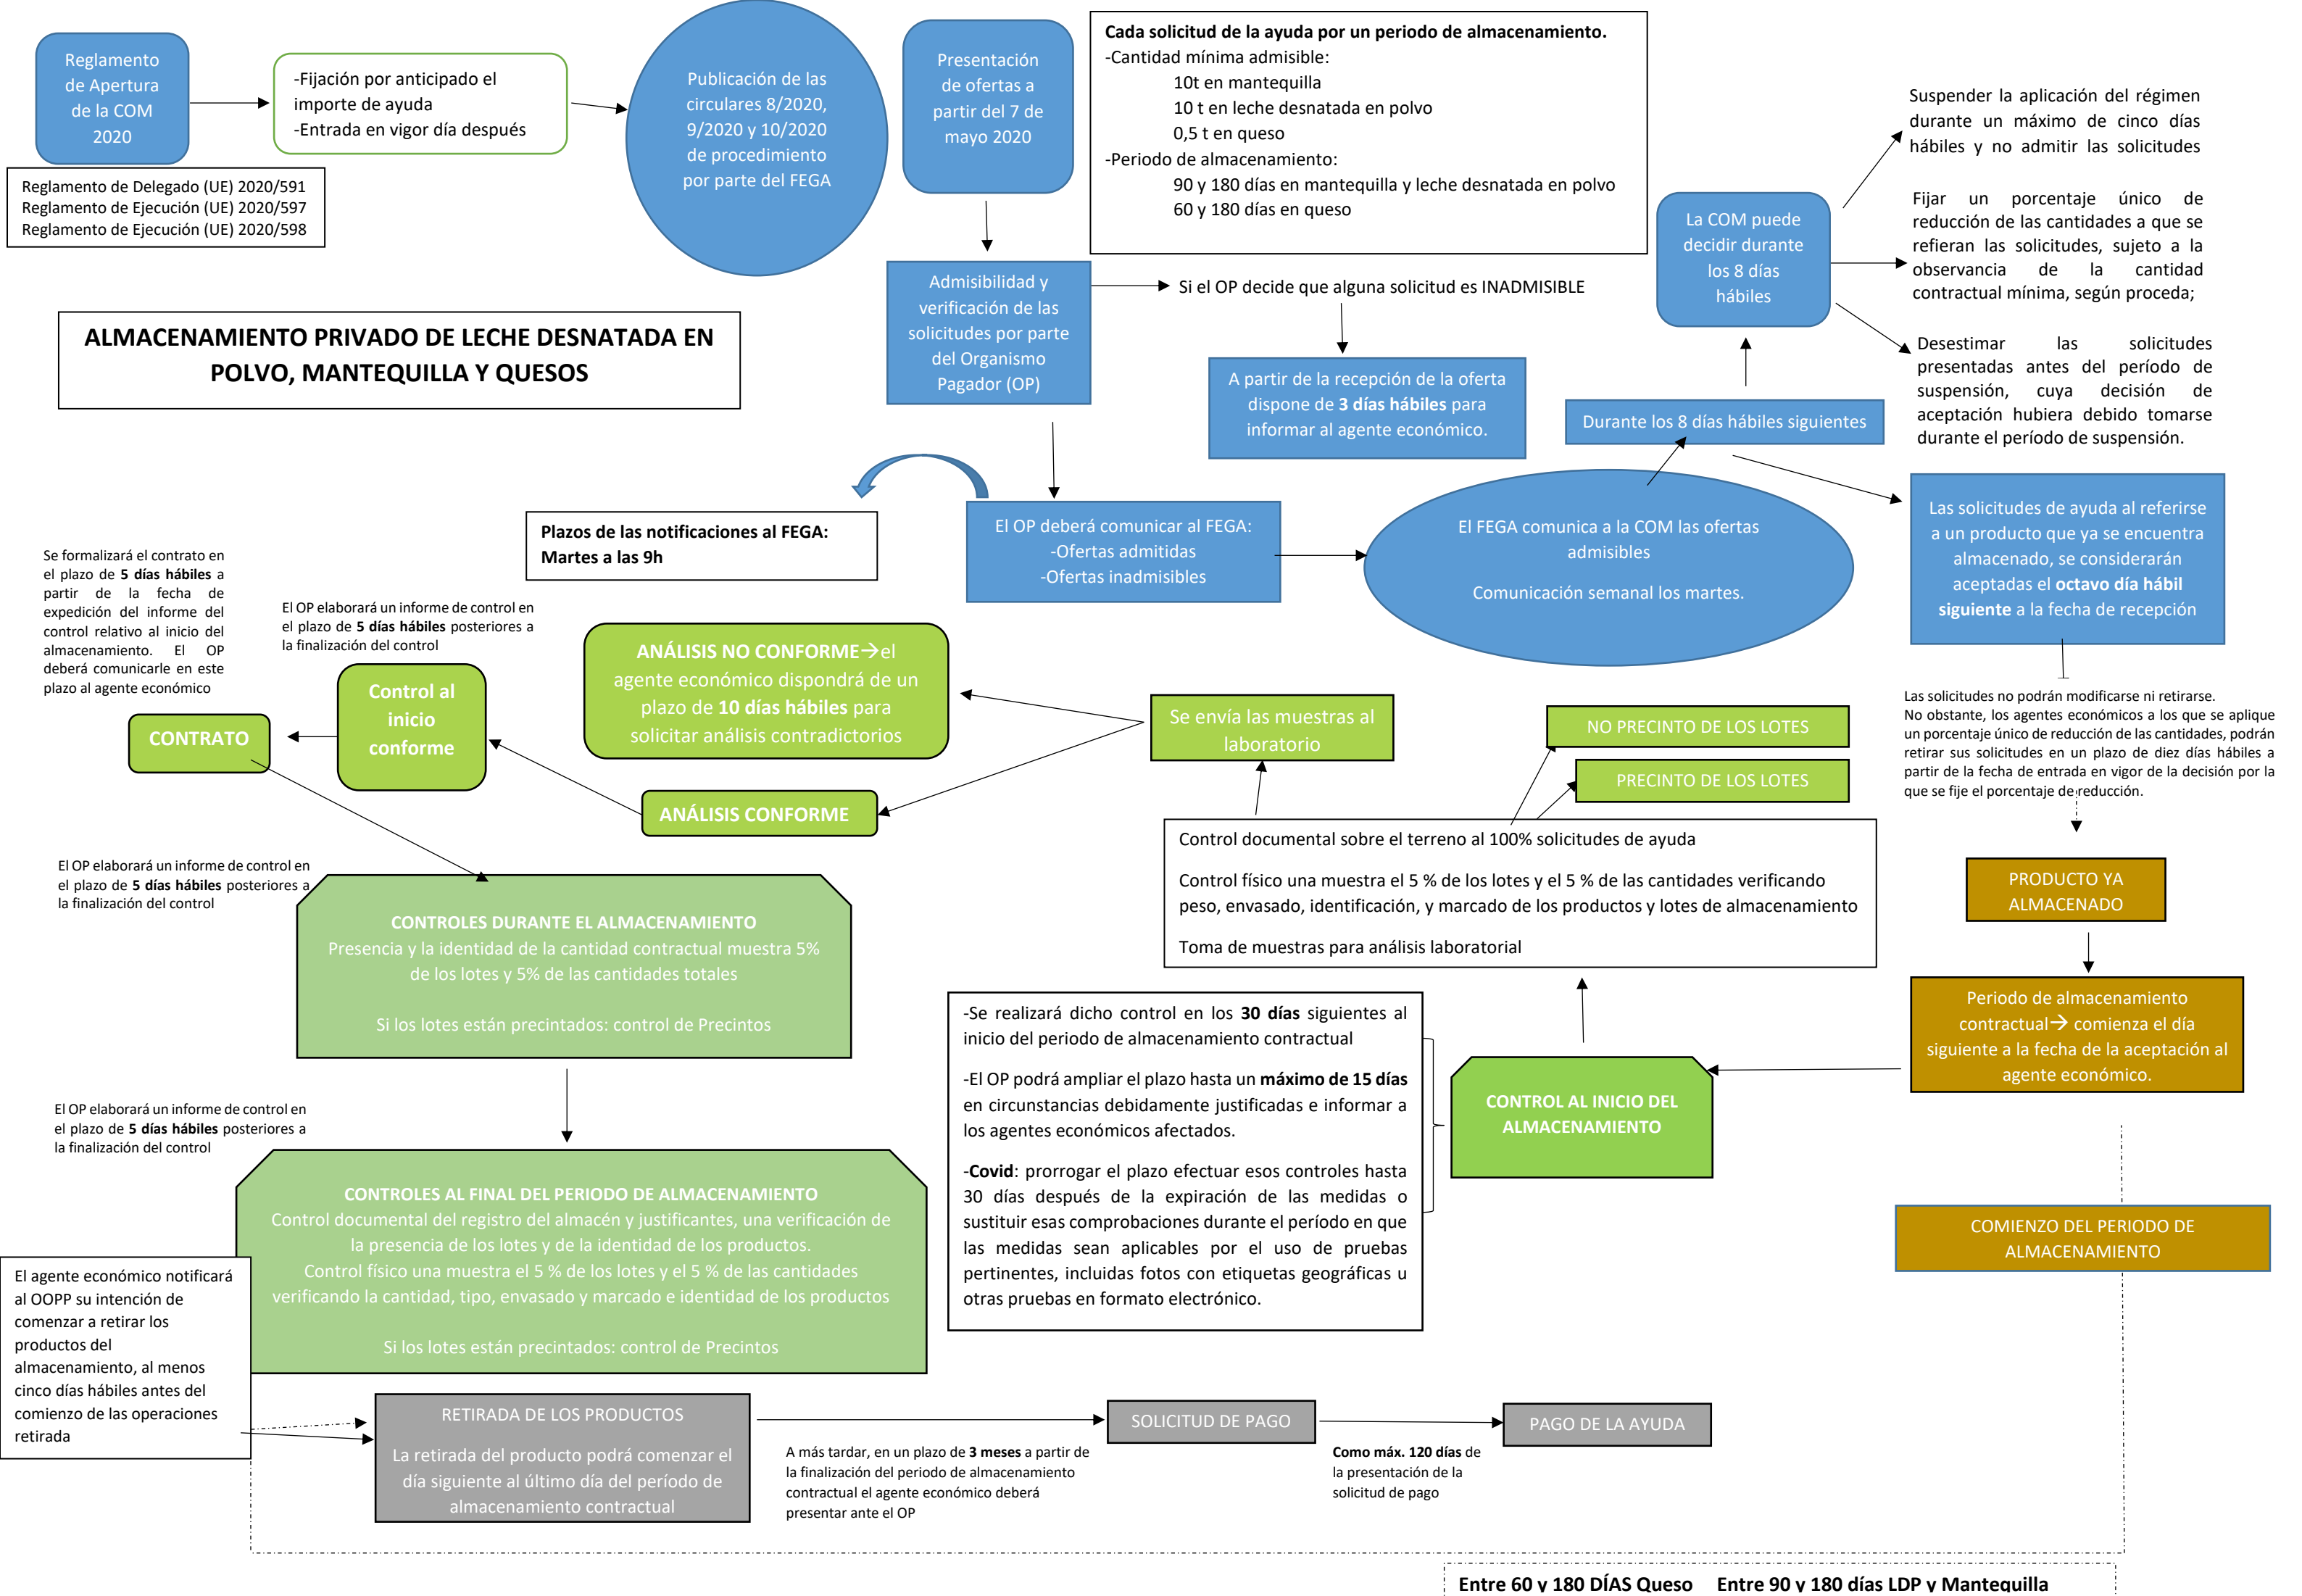 Reglamento
de Apertura
de la COM
2020
Reglamento de Delegado (UE) 2020/591
Reglamento de Ejecución (UE) 2020/597
Reglamento de Ejecución (UE) 2020/598
-Fijación por anticipado el
importe de ayuda
-Entrada en vigor día después
Publicación de las
circulares 8/2020,
9/2020 y 10/2020
de procedimiento
por parte del FEGA
Presentación
de ofertas a
partir del 7 de
mayo 2020
Cada solicitud de la ayuda por un periodo de almacenamiento.
-Cantidad mínima admisible:
10t en mantequilla
10 t en leche desnatada en polvo
0,5 t en queso
-Periodo de almacenamiento:
90 y 180 días en mantequilla y leche desnatada en polvo
60 y 180 días en queso
La COM puede
decidir durante
los 8 días
hábiles
Suspender la aplicación del régimen
durante un máximo de cinco días
hábiles y no admitir las solicitudes
Fijar un porcentaje único de
reducción de las cantidades a que se
refieran las solicitudes, sujeto a la
observancia de la cantidad
contractual mínima, según proceda;
Desestimar las solicitudes
presentadas antes del período de
suspensión, cuya decisión de
aceptación hubiera debido tomarse
durante el período de suspensión.
ALMACENAMIENTO PRIVADO DE LECHE DESNATADA EN
POLVO, MANTEQUILLA Y QUESOS
Admisibilidad y
verificación de las
solicitudes por parte
del Organismo
Pagador (OP)
Si el OP decide que alguna solicitud es INADMISIBLE
A partir de la recepción de la oferta
dispone de 3 días hábiles para
informar al agente económico.
Durante los 8 días hábiles siguientes
Plazos de las notificaciones al FEGA:
Martes a las 9h
El OP deberá comunicar al FEGA:
-Ofertas admitidas
-Ofertas inadmisibles
El FEGA comunica a la COM las ofertas
admisibles
Comunicación semanal los martes.
Las solicitudes de ayuda al referirse
a un producto que ya se encuentra
almacenado, se considerarán
aceptadas el octavo día hábil
siguiente a la fecha de recepción
Se formalizará el contrato en
el plazo de 5 días hábiles a
partir de la fecha de
expedición del informe del
control relativo al inicio del
almacenamiento. El OP
deberá comunicarle en este
plazo al agente económico
El OP elaborará un informe de control en
el plazo de 5 días hábiles posteriores a
la finalización del control
CONTRATO
Control al
inicio
conforme
ANÁLISIS NO CONFORME→el
agente económico dispondrá de un
plazo de 10 días hábiles para
solicitar análisis contradictorios
ANÁLISIS CONFORME
Se envía las muestras al
laboratorio
NO PRECINTO DE LOS LOTES
PRECINTO DE LOS LOTES
Las solicitudes no podrán modificarse ni retirarse.
No obstante, los agentes económicos a los que se aplique
un porcentaje único de reducción de las cantidades, podrán
retirar sus solicitudes en un plazo de diez días hábiles a
partir de la fecha de entrada en vigor de la decisión por la
que se fije el porcentaje de reducción.
Control documental sobre el terreno al 100% solicitudes de ayuda
Control físico una muestra el 5 % de los lotes y el 5 % de las cantidades verificando
peso, envasado, identificación, y marcado de los productos y lotes de almacenamiento
Toma de muestras para análisis laboratorial
PRODUCTO YA
ALMACENADO
El OP elaborará un informe de control en
el plazo de 5 días hábiles posteriores a
la finalización del control
CONTROLES DURANTE EL ALMACENAMIENTO
Presencia y la identidad de la cantidad contractual muestra 5%
de los lotes y 5% de las cantidades totales
Si los lotes están precintados: control de Precintos
-Se realizará dicho control en los 30 días siguientes al
inicio del periodo de almacenamiento contractual
-El OP podrá ampliar el plazo hasta un máximo de 15 días
en circunstancias debidamente justificadas e informar a
los agentes económicos afectados.
-Covid: prorrogar el plazo efectuar esos controles hasta
30 días después de la expiración de las medidas o
sustituir esas comprobaciones durante el período en que
las medidas sean aplicables por el uso de pruebas
pertinentes, incluidas fotos con etiquetas geográficas u
otras pruebas en formato electrónico.
CONTROL AL INICIO DEL
ALMACENAMIENTO
Periodo de almacenamiento
contractual→ comienza el día
siguiente a la fecha de la aceptación al
agente económico.
COMIENZO DEL PERIODO DE
ALMACENAMIENTO
El OP elaborará un informe de control en
el plazo de 5 días hábiles posteriores a
la finalización del control
CONTROLES AL FINAL DEL PERIODO DE ALMACENAMIENTO
Control documental del registro del almacén y justificantes, una verificación de
la presencia de los lotes y de la identidad de los productos.
Control físico una muestra el 5 % de los lotes y el 5 % de las cantidades
verificando la cantidad, tipo, envasado y marcado e identidad de los productos
Si los lotes están precintados: control de Precintos
El agente económico notificará
al OOPP su intención de
comenzar a retirar los
productos del
almacenamiento, al menos
cinco días hábiles antes del
comienzo de las operaciones
retirada
RETIRADA DE LOS PRODUCTOS
La retirada del producto podrá comenzar el
día siguiente al último día del período de
almacenamiento contractual
A más tardar, en un plazo de 3 meses a partir de
la finalización del periodo de almacenamiento
contractual el agente económico deberá
presentar ante el OP
SOLICITUD DE PAGO
Como máx. 120 días de
la presentación de la
solicitud de pago
PAGO DE LA AYUDA
Entre 60 y 180 DÍAS Queso Entre 90 y 180 días LDP y Mantequilla